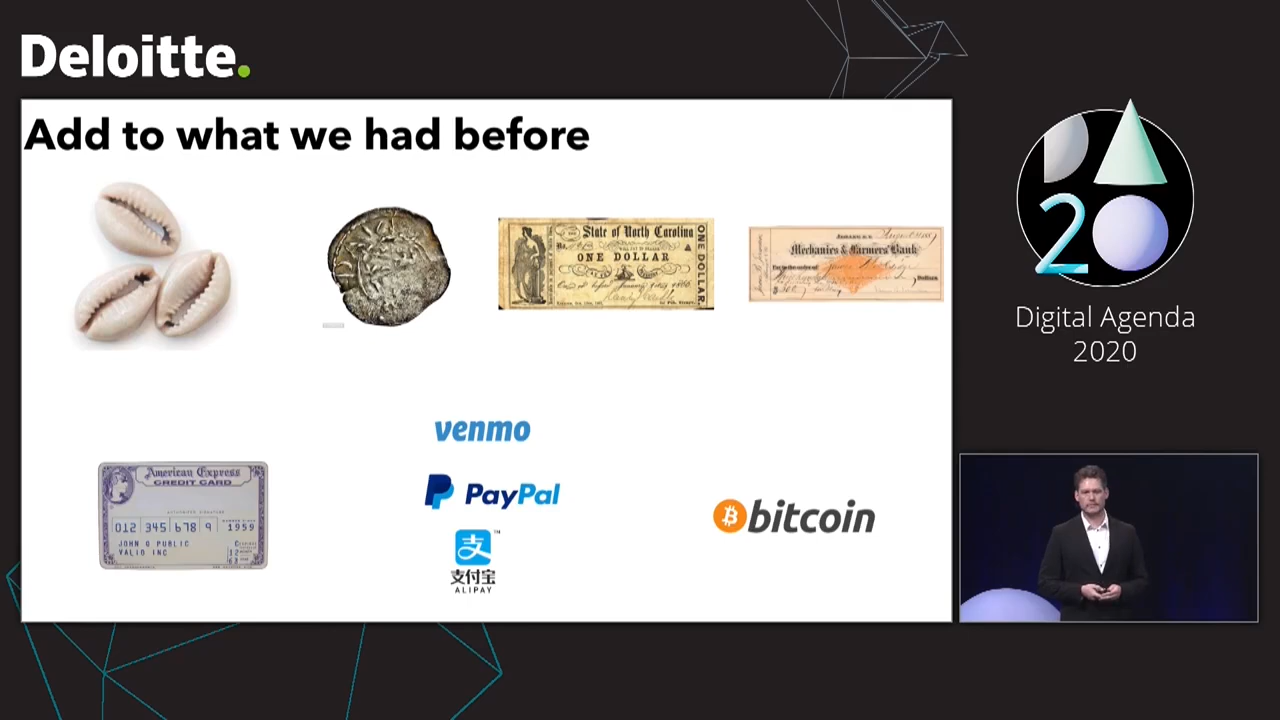 Deloitte.
Add to what we had before
State of North Carolina
ONE DOLLAR
ONE DOLLAR.
Mechanics & Farmers' Bank
Dollars
venmo
PayPal
支付宝
ALIPAY
bitcoin
American Express
CREDIT CARD
012 345 678 9 1959
JOHN Q PUBLIC
VALID INC
DA
20
Digital Agenda
2020